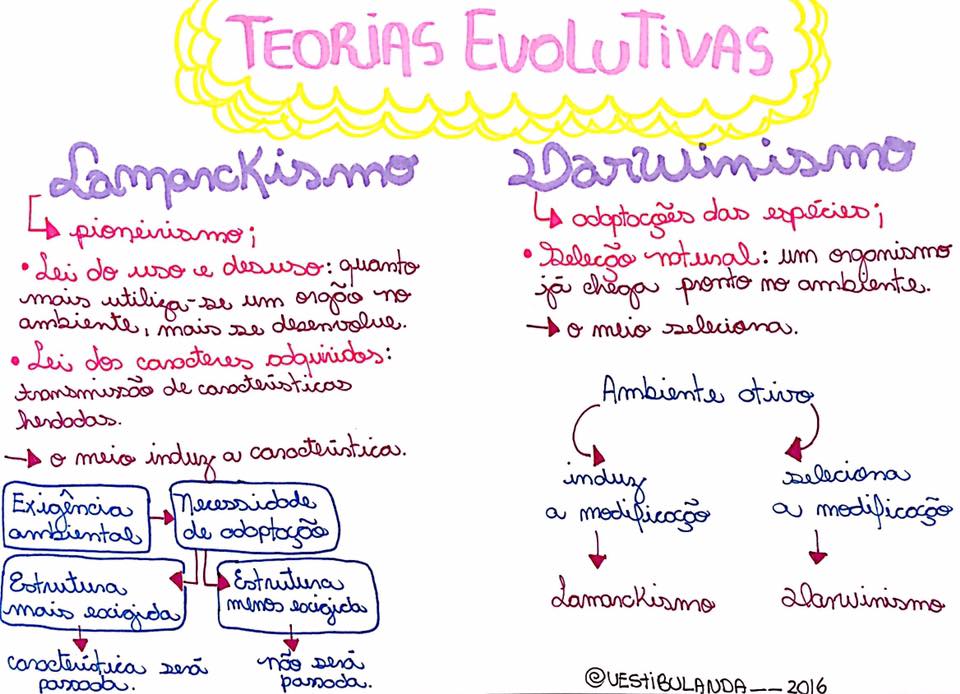 TEORIAS EVOLUTIVAS
Lamarckismo
pioneirismo;
• Lei do uso e desuso: quanto
mais utiliza-se um orgão no
ambiente, mais se desenvolve.
• Lei dos caracteres adquiridos:
transmissão de características
herdadas.
→ o meio induz a característica.
Exigência
ambiental
Necessidade
de adaptação
Estrutura
mais exigida
Estrutura
menos exigida
característica será
passada.
não será
passada.
Darwinismo
adaptações das espécies;
• Seleção natural: um organismo
já chega pronto no ambiente.
→ o meio seleciona.
Ambiente ativo
induz
a modificação
Lamarckismo
seleciona
a modificação
Darwinismo
@VESTIBULANDA__2016